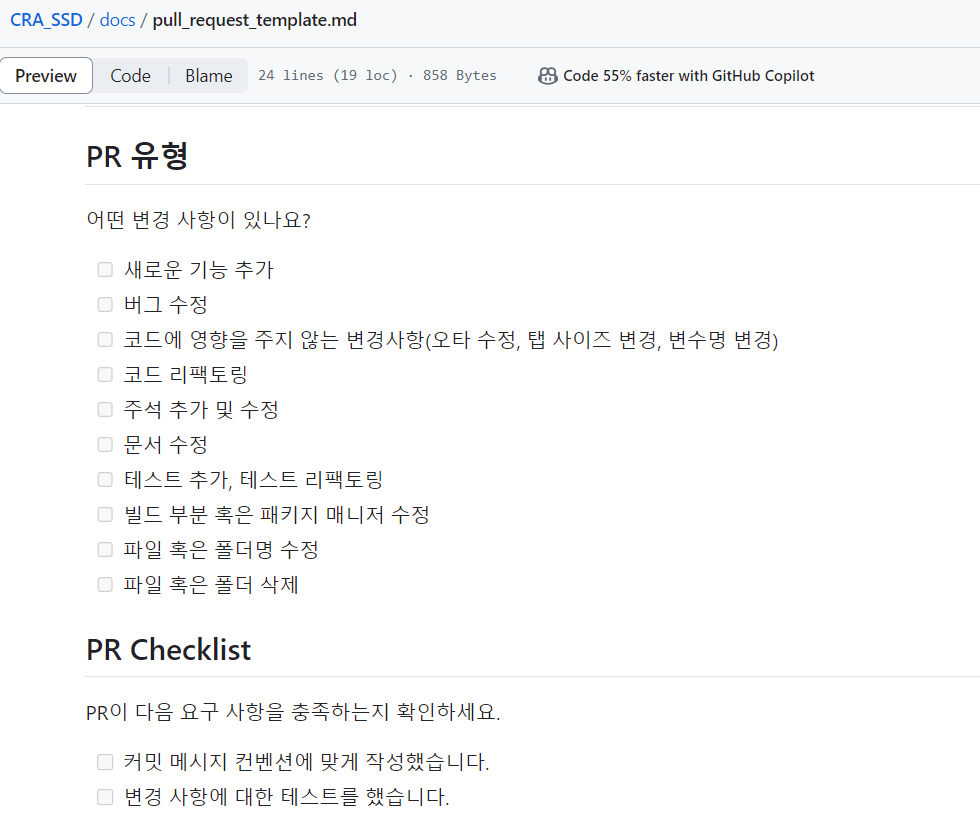 CRA_SSD / docs / pull_request_template.md
Preview Code Blame 24 lines (19 loc) · 858 Bytes Code 55% faster with GitHub Copilot
PR 유형
어떤 변경 사항이 있나요?
새로운 기능 추가
버그 수정
코드에 영향을 주지 않는 변경사항(오타 수정, 탭 사이즈 변경, 변수명 변경)
코드 리팩토링
주석 추가 및 수정
문서 수정
테스트 추가, 테스트 리팩토링
빌드 부분 혹은 패키지 매니저 수정
파일 혹은 폴더명 수정
파일 혹은 폴더 삭제
PR Checklist
PR이 다음 요구 사항을 충족하는지 확인하세요.
커밋 메시지 컨벤션에 맞게 작성했습니다.
변경 사항에 대한 테스트를 했습니다.